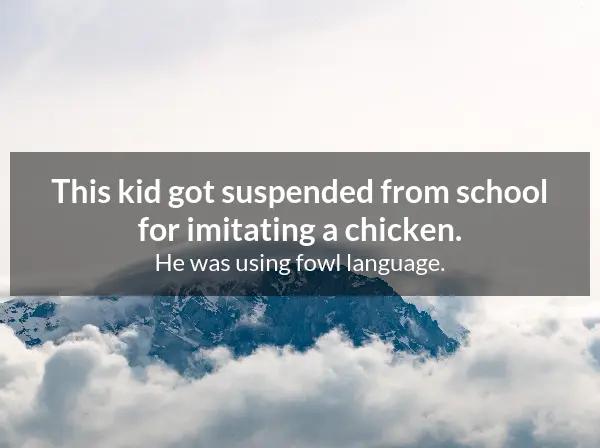 This kid got suspended from school
for imitating a chicken.
He was using fowl language.